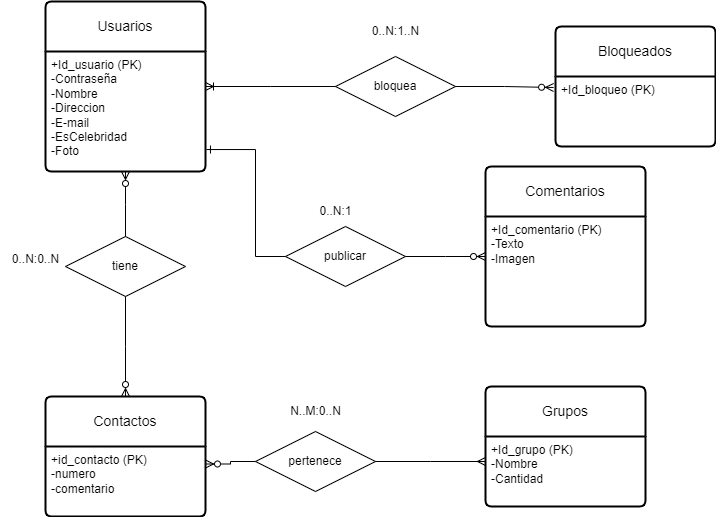 Usuarios
+Id_usuario (PK)
-Contraseña
-Nombre
-Direccion
-E-mail
-EsCelebridad
-Foto
0..N:1..N
bloquea
Bloqueados
+Id_bloqueo (PK)
0..N:1
publicar
Comentarios
+Id_comentario (PK)
-Texto
-Imagen
0..N:0..N
tiene
Contactos
+id_contacto (PK)
-numero
-comentario
N..M:0..N
pertenece
Grupos
+Id_grupo (PK)
-Nombre
-Cantidad